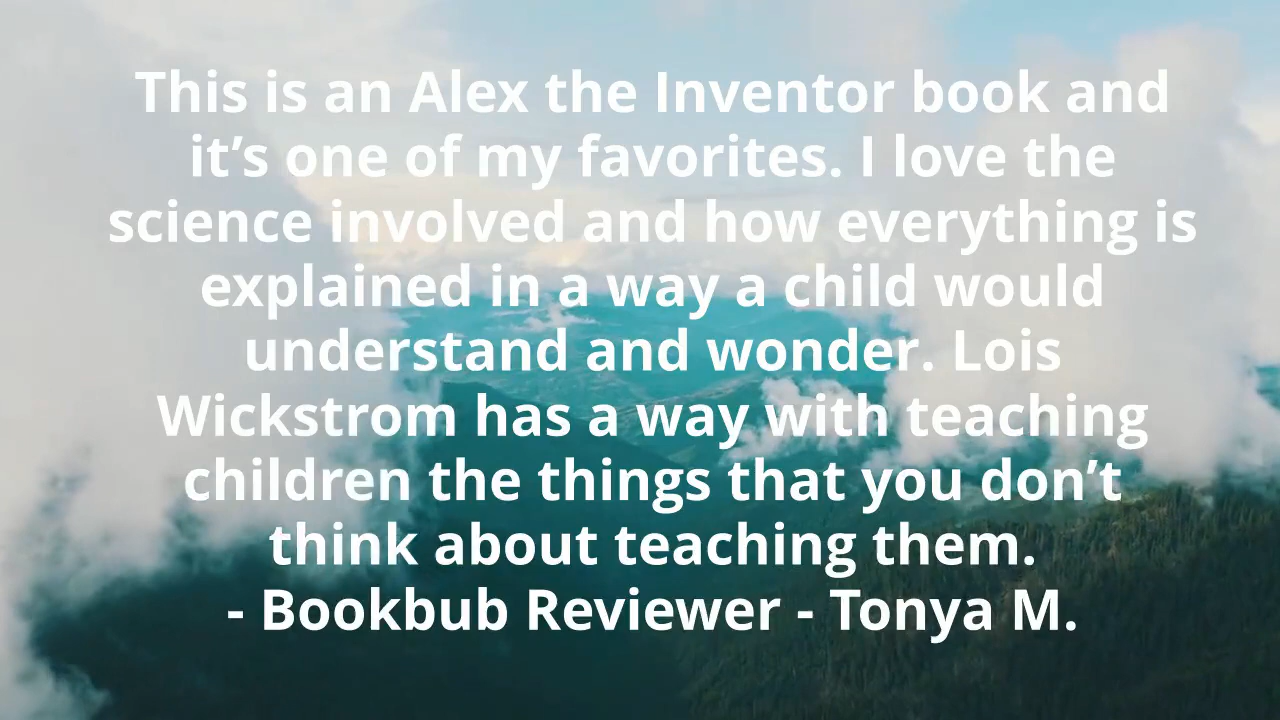 This is an Alex the Inventor book and
it’s one of my favorites. I love the
science involved and how everything is
explained in a way a child would
understand and wonder. Lois
Wickstrom has a way with teaching
children the things that you don’t
think about teaching them.
- Bookbub Reviewer - Tonya M.